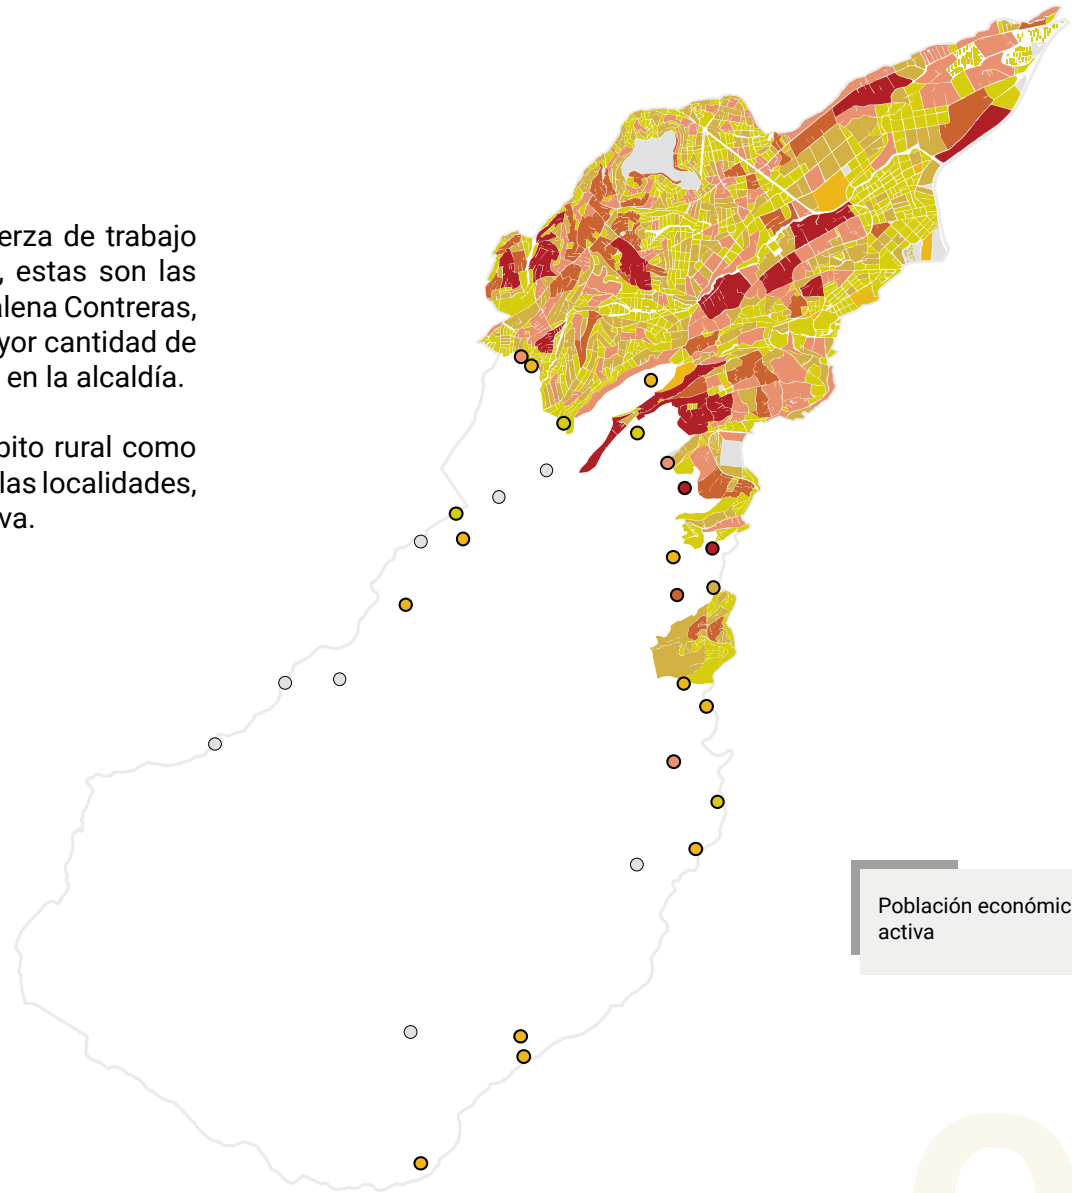 erza de trabajo
, estas son las
alena Contreras,
yor cantidad de
en la alcaldía.
bito rural como
las localidades,
va.
Población económic
activa